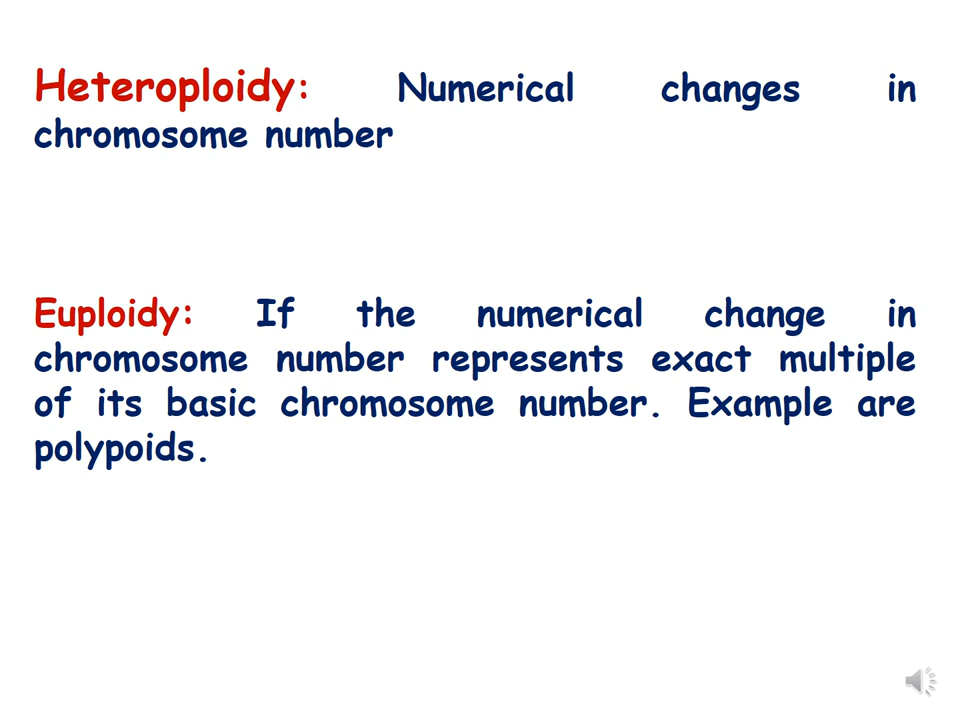 Heteroploidy: Numerical changes in
chromosome number
Euploidy: If the numerical change in
chromosome number represents exact multiple
of its basic chromosome number. Example are
polypoids.